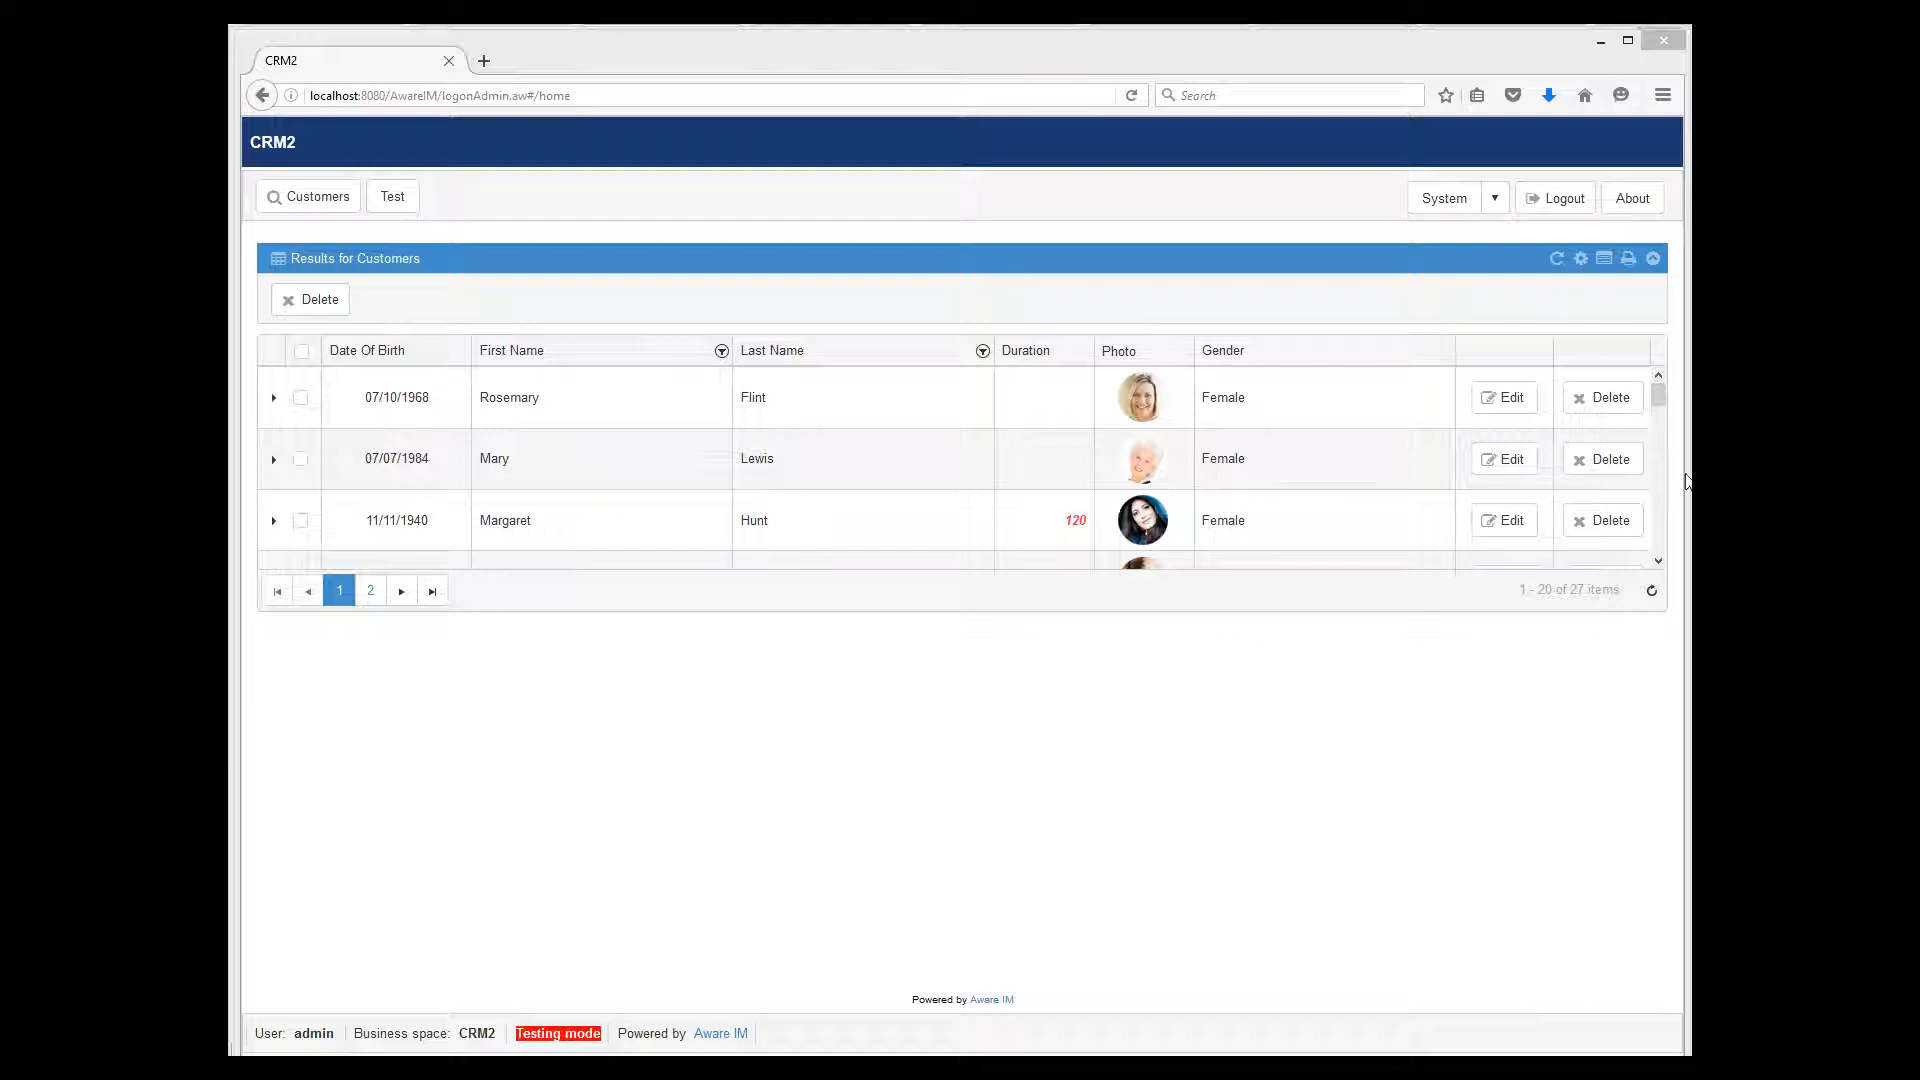 CRM2
localhost:8080/AwareIM/logonAdmin.aw#/home
Search
CRM2
Customers Test System Logout About
Results for Customers
Delete
Date Of Birth First Name Last Name Duration Photo Gender
07/10/1968 Rosemary Flint Female Edit Delete
07/07/1984 Mary Lewis Female Edit Delete
11/11/1940 Margaret Hunt 120 Female Edit Delete
1 2 1 - 20 of 27 items
Powered by Aware IM
User: admin Business space: CRM2 Testing mode Powered by Aware IM